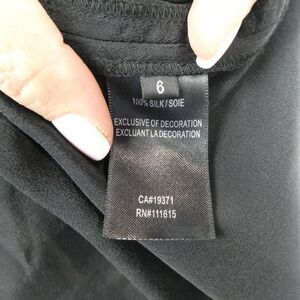 6
100% SILK/SOIE
EXCLUSIVE OF DECORATION
EXCLUANT LA DECORATION
CA#19371
RN#111615